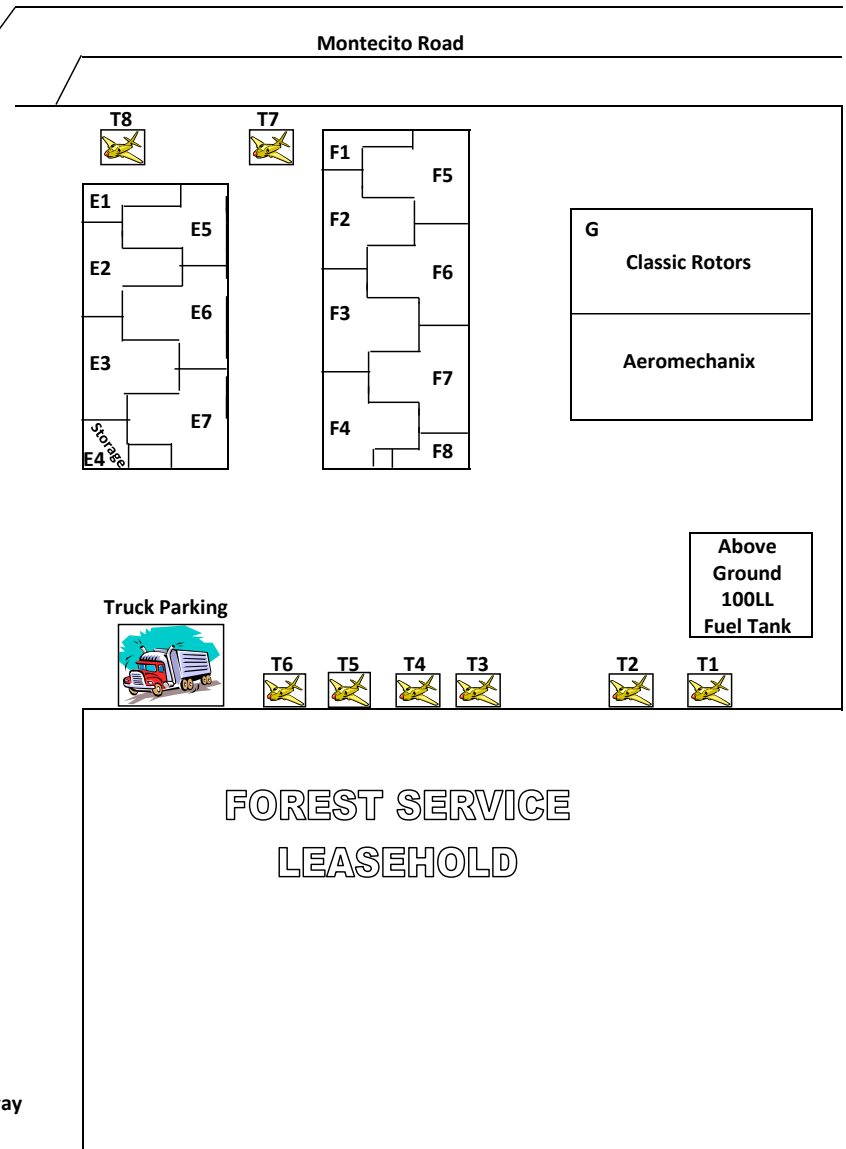 Montecito Road
T8
T7
F1
F5
E1
E5
F2
G
Classic Rotors
E2
F6
E6
F3
E3
Aeromechanix
F7
E7
F4
Storage
E4
F8
Above
Ground
100LL
Fuel Tank
Truck Parking
T6
T5
T4
T3
T2
T1
FOREST SERVICE
LEASEHOLD